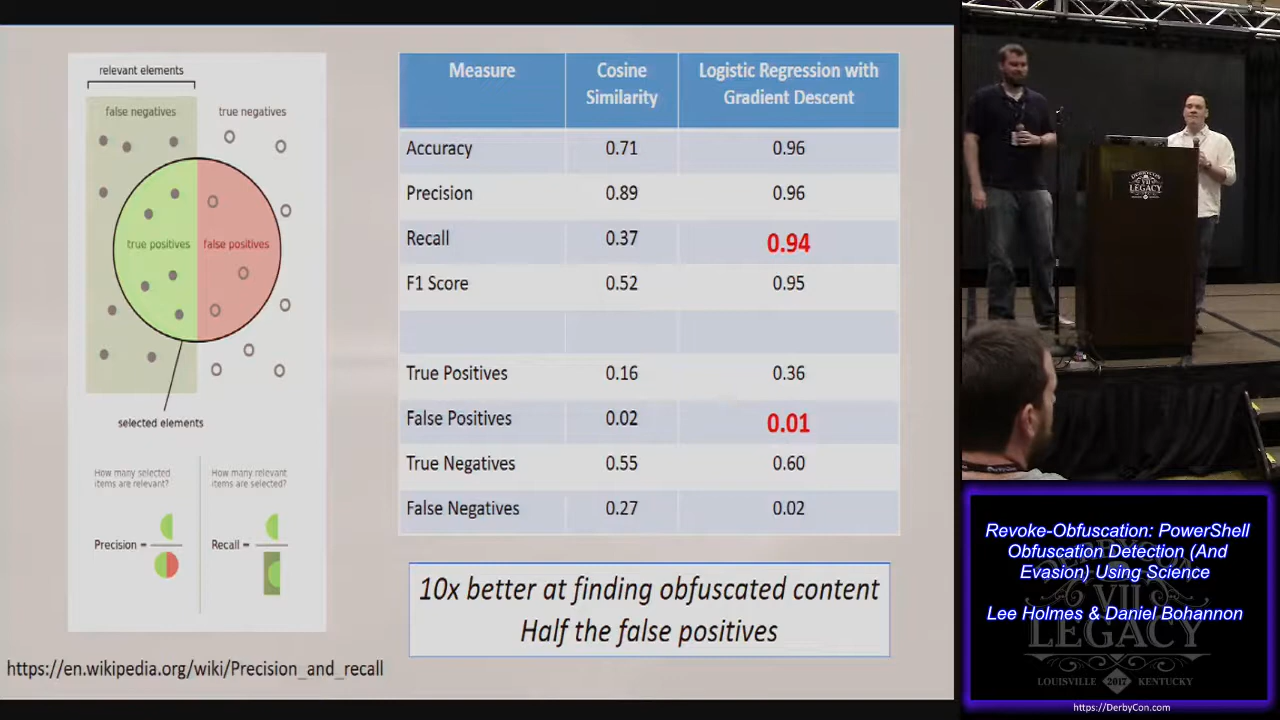 relevant elements
false negatives
true negatives
true positives
false positives
selected elements
How many selected
items are relevant?
How many relevant
items are selected?
Precision =
Recall =
https://en.wikipedia.org/wiki/Precision_and_recall
Measure
Cosine
Similarity
Logistic Regression with
Gradient Descent
Accuracy 0.71 0.96
Precision 0.89 0.96
Recall 0.37 0.94
F1 Score 0.52 0.95
True Positives 0.16 0.36
False Positives 0.02 0.01
True Negatives 0.55 0.60
False Negatives 0.27 0.02
10x better at finding obfuscated content
Half the false positives
DERBYCON
VII
LEGACY
Revoke-Obfuscation: PowerShell
Obfuscation Detection (And
Evasion) Using Science
Lee Holmes & Daniel Bohannon
DERBYCON
VII
LEGACY
LOUISVILLE 2017 KENTUCKY
https://DerbyCon.com